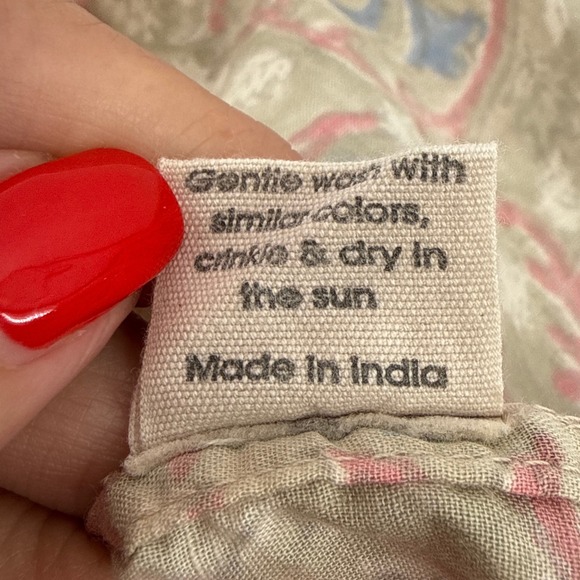 Gentle wash with
similar colors,
crinkle & dry in
the sun
Made in India